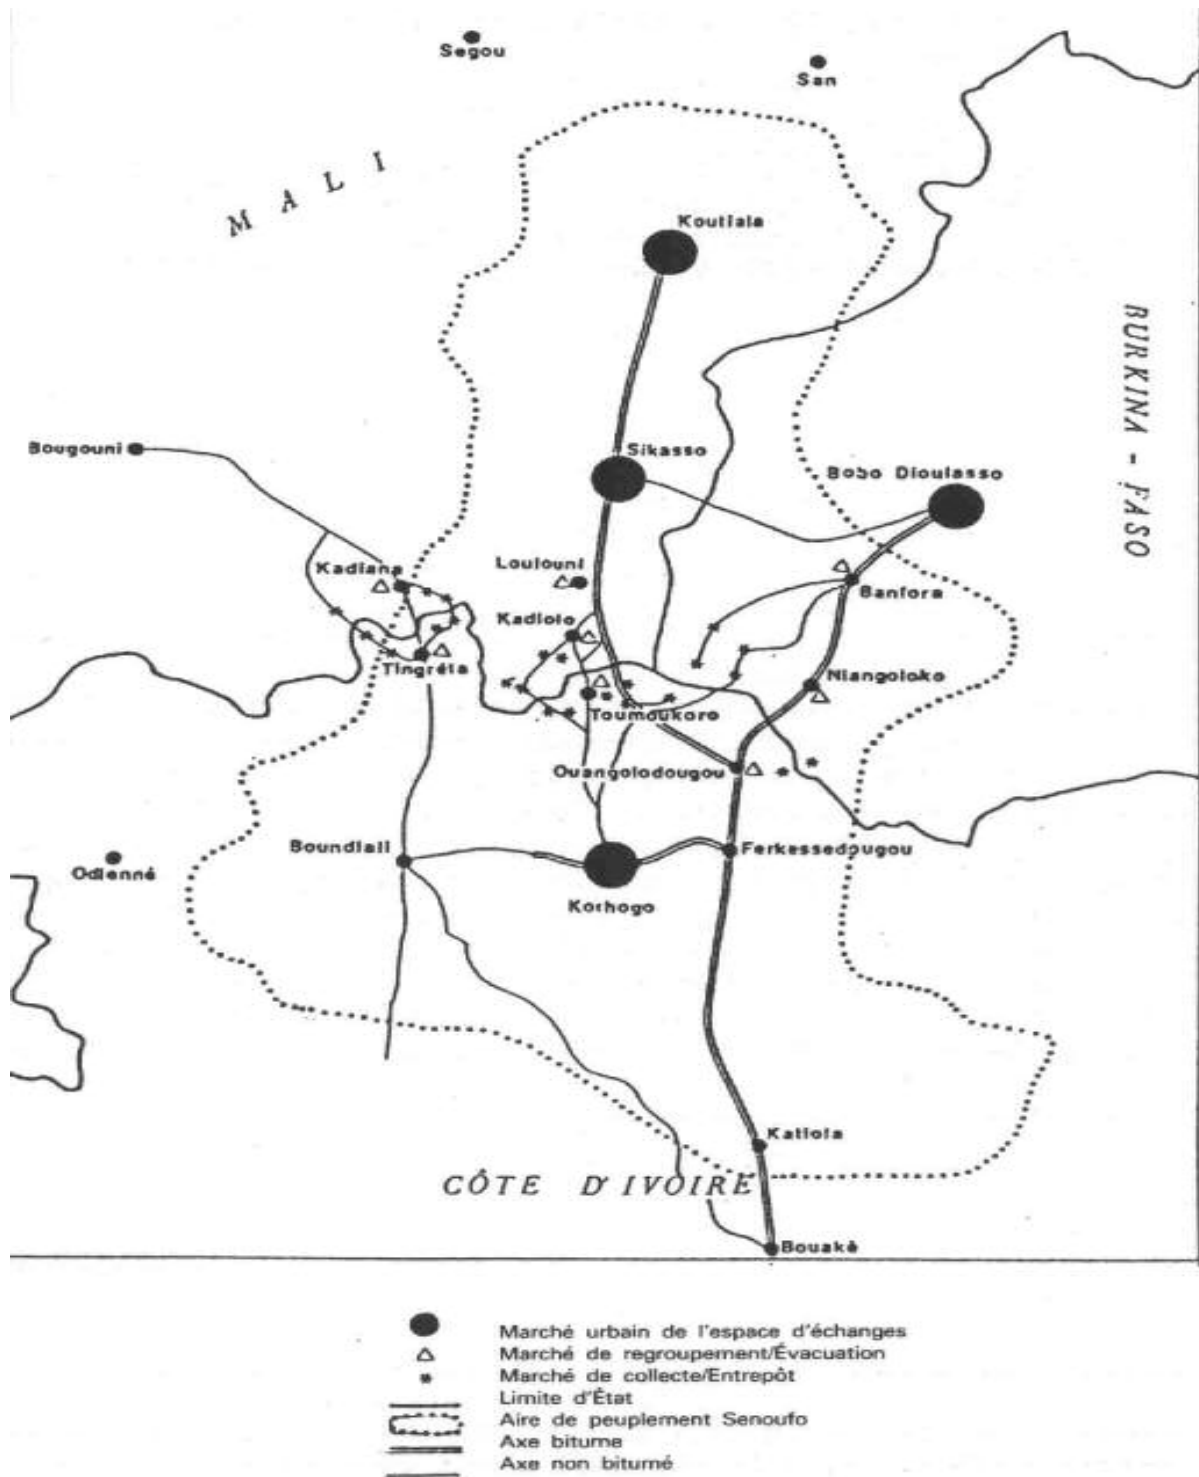 Segou
San
MALI
Koutiala
BURKINA - FASO
Bougouni
Sikasso
Bobo Dioulasso
Kadiana
Loulouni
Banfora
Kadiolo
Tingréla
Niangoloko
Toumoukoro
Ouangolodougou
Boundiali
Ferkessedougou
Odienné
Korhogo
Katiola
CÔTE D'IVOIRE
Bouaké
Marché urbain de l'espace d'échanges
Marché de regroupement/Évacuation
Marché de collecte/Entrepôt
Limite d'État
Aire de peuplement Senoufo
Axe bitume
Axe non bitumé